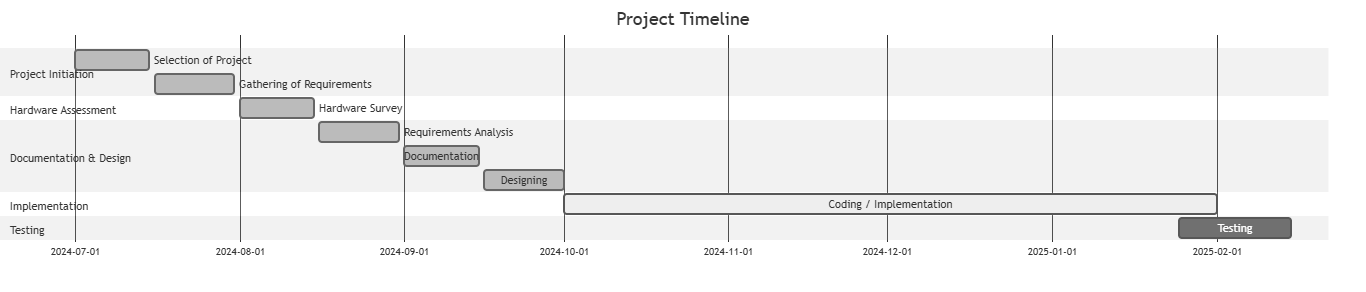 Project Timeline
Selection of Project
Project Initiation
Gathering of Requirements
Hardware Assessment
Hardware Survey
Requirements Analysis
Documentation & Design
Documentation
Designing
Implementation
Coding / Implementation
Testing
Testing
2024-07-01 2024-08-01 2024-09-01 2024-10-01 2024-11-01 2024-12-01 2025-01-01 2025-02-01